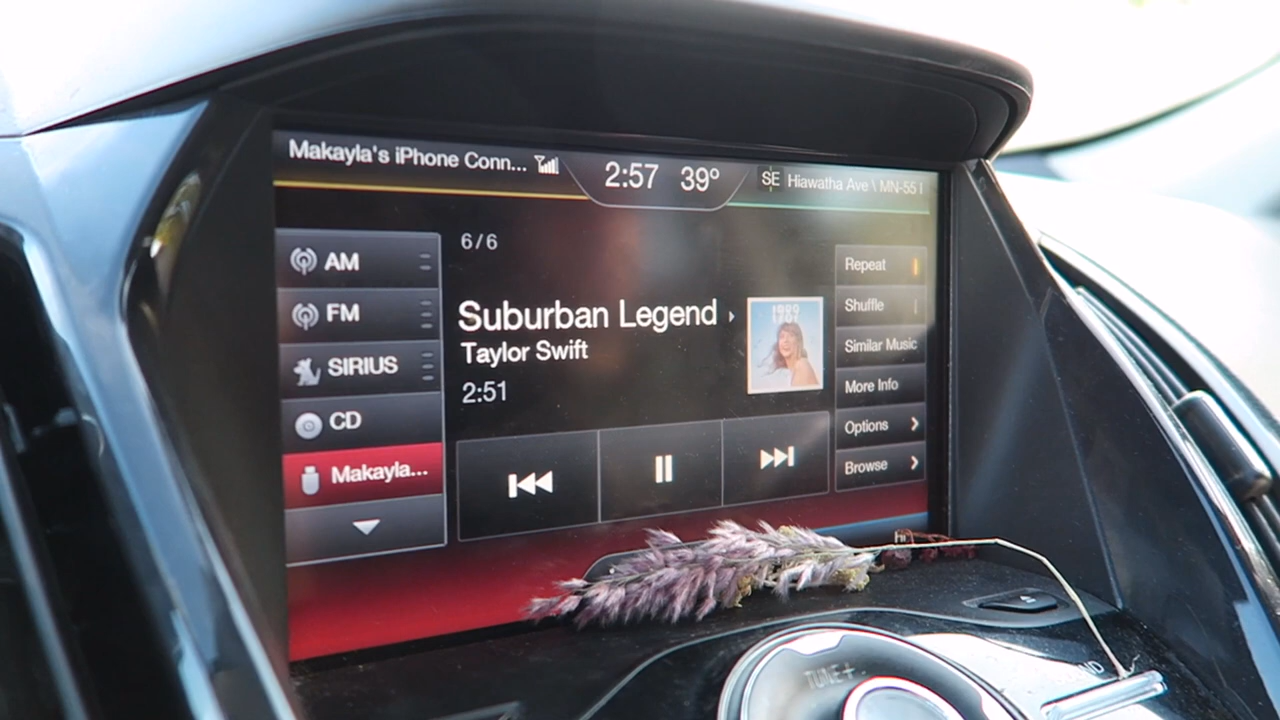 Makayla's iPhone Conn...
2:57 39°
SE Hiawatha Ave \ MN-55
AM
FM
SIRIUS
CD
Makayla...
6/6
Suburban Legend
Taylor Swift
2:51
Repeat
Shuffle
Similar Music
More Info
Options
Browse
Hi
TUNE+